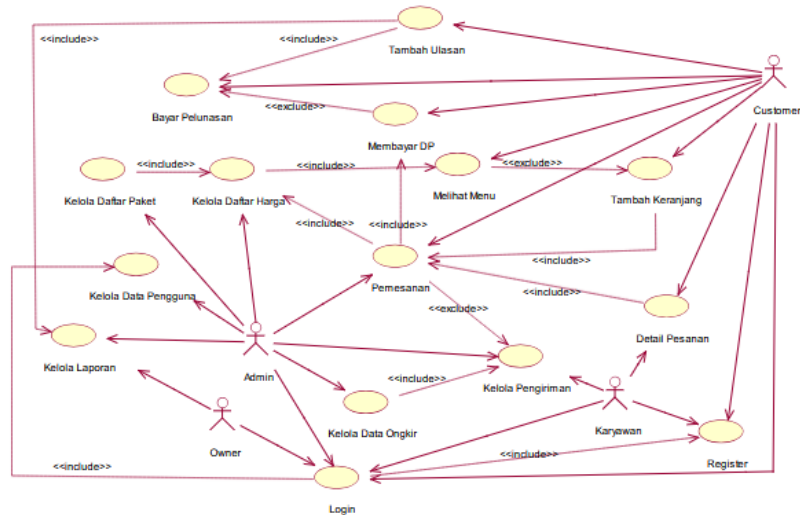 <<include>>
<<include>>
Tambah Ulasan
Customer
Bayar Pelunasan
<<exclude>>
Membayar DP
<<include>>
<<include>>
<<exclude>>
Kelola Daftar Paket
Kelola Daftar Harga
Melihat Menu
Tambah Keranjang
<<include>>
<<include>>
<<include>>
Pemesanan
<<include>>
Kelola Data Pengguna
<<exclude>>
Detail Pesanan
Kelola Laporan
Admin
<<include>>
Kelola Pengiriman
Kelola Data Ongkir
Karyawan
Owner
Register
<<include>>
<<include>>
Login